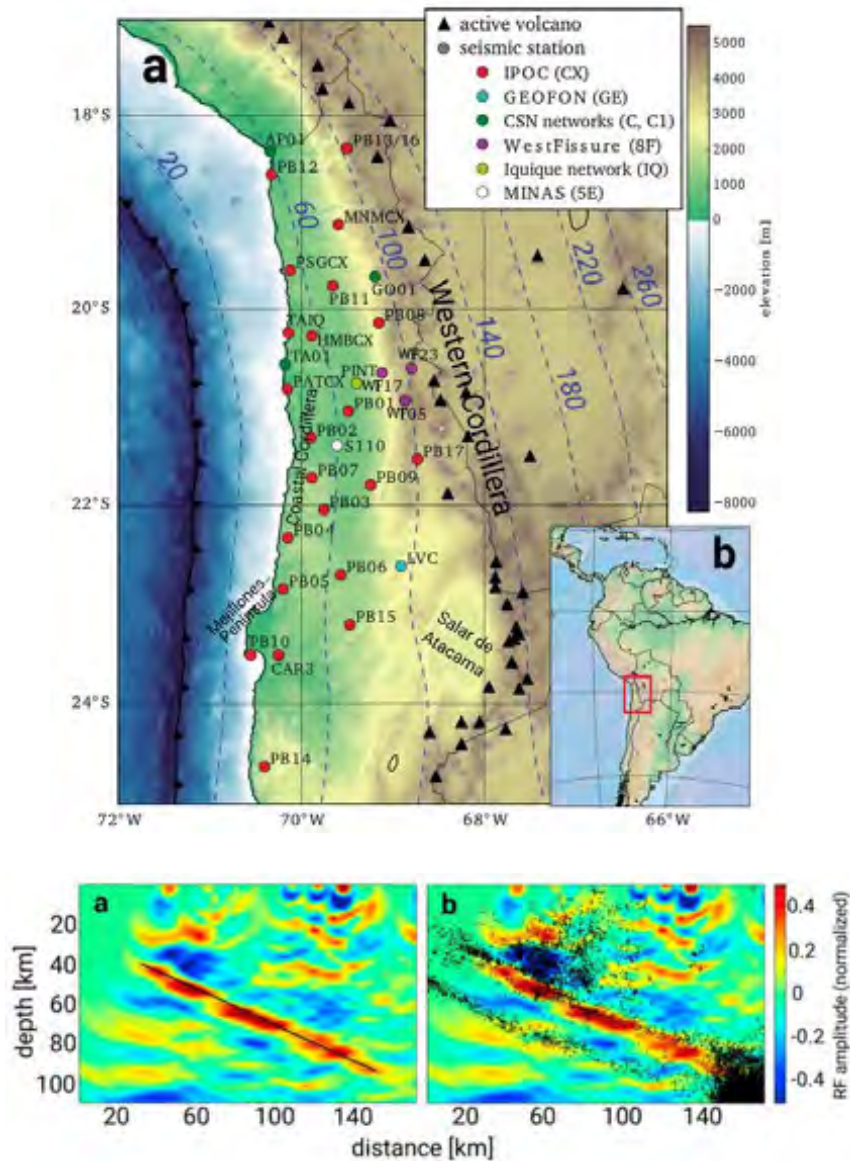 a
active volcano
seismic station
IPOC (CX)
GEOFON (GE)
CSN networks (C, C1)
WestFissure (8F)
Iquique network (IQ)
MINAS (5E)
5000
4000
3000
2000
1000
0
−2000
−4000
−6000
−8000
elevation [m]
18°S
20°S
22°S
24°S
72°W
70°W
68°W
66°W
20
60
100
140
180
220
260
AP01
PB12
PB13/16
MNMCX
PSGCX
PB11
GO01
PB08
TAIQ
HMBCX
TA01
PINT
WF23
PATCX
WF17
PB01
WF05
PB02
S110
PB17
PB07
PB09
PB03
PB04
PB06
LVC
PB05
PB15
PB10
CAR3
PB14
Western Cordillera
Coastal Cordillera
Mejillones
Peninsula
Salar de
Atacama
b
a
b
20
40
60
80
100
depth [km]
20 60 100 140
20 60 100 140
distance [km]
0.4
0.2
0
-0.2
-0.4
RF amplitude (normalized)